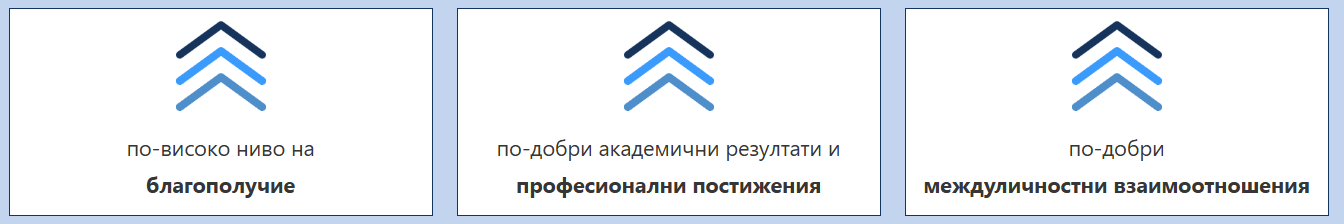 по-високо ниво на
благополучие
по-добри академични резултати и
професионални постижения
по-добри
междуличностни взаимоотношения